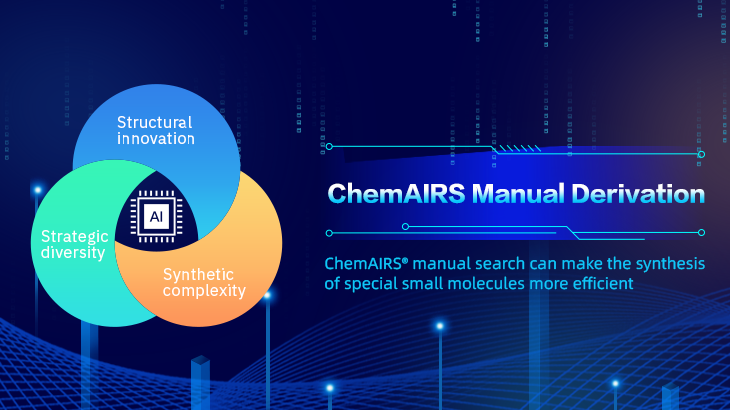 Structural
innovation
Strategic
diversity
AI
Synthetic
complexity
ChemAIRS Manual Derivation
ChemAIRS® manual search can make the synthesis
of special small molecules more efficient